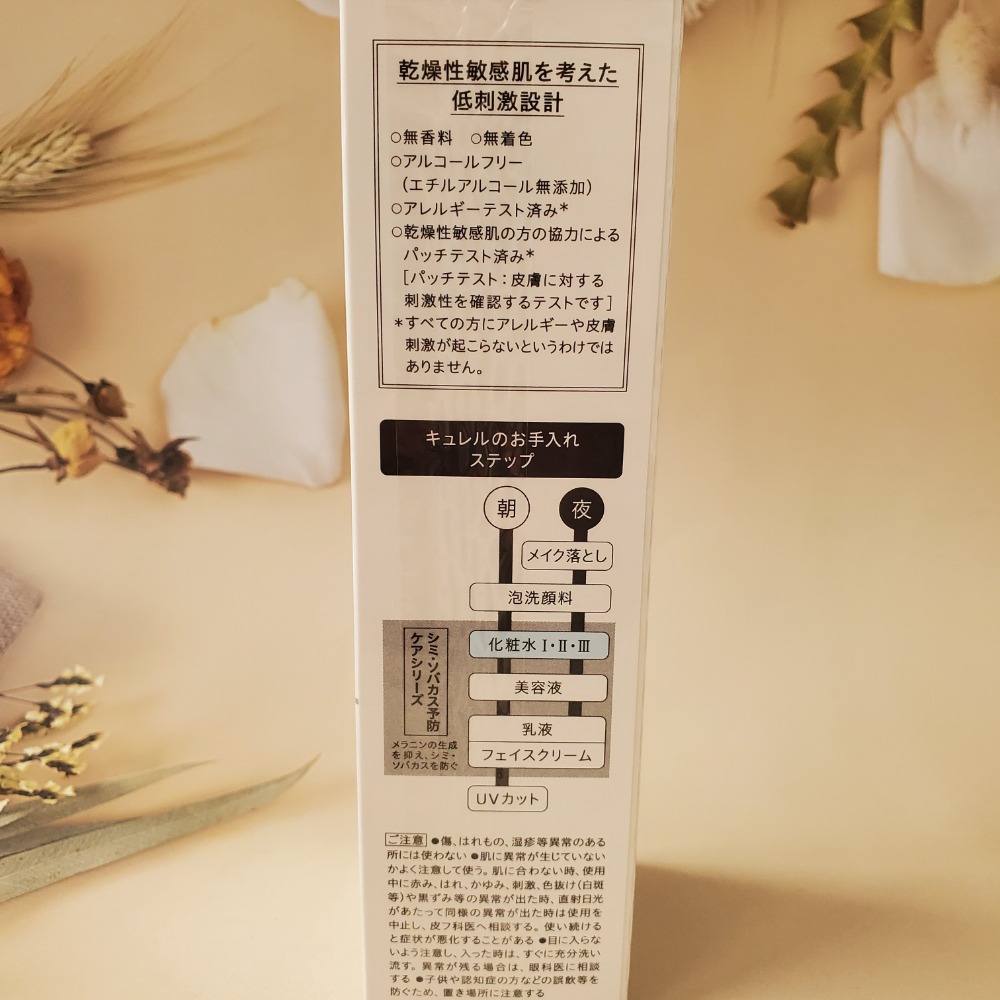 乾燥性敏感肌を考えた
低刺激設計
○無香料 ○無着色
○アルコールフリー
(エチルアルコール無添加)
○アレルギーテスト済み*
○乾燥性敏感肌の方の協力による
パッチテスト済み*
[パッチテスト:皮膚に対する
刺激性を確認するテストです]
*すべての方にアレルギーや皮膚
刺激が起こらないというわけでは
ありません。
キュレルのお手入れ
ステップ
朝 夜
メイク落とし
泡洗顔料
シミ・ソバカス予防
ケアシリーズ
メラニンの生成
を抑え、シミ・
ソバカスを防ぐ
化粧水Ⅰ・Ⅱ・Ⅲ
美容液
乳液
フェイスクリーム
UVカット
ご注意 ●傷、はれもの、湿疹等異常のある
所には使わない ●肌に異常が生じていない
かよく注意して使う。肌に合わない時、使用
中に赤み、はれ、かゆみ、刺激、色抜け(白斑
等)や黒ずみ等の異常が出た時、直射日光
があたって同様の異常が出た時は使用を
中止し、皮フ科医へ相談する。使い続ける
と症状が悪化することがある ●目に入らな
いよう注意し、入った時は、すぐに充分洗い
流す。異常が残る場合は、眼科医に相談
する ●子供や認知症の方などの誤飲等を
防ぐため、置き場所に注意する